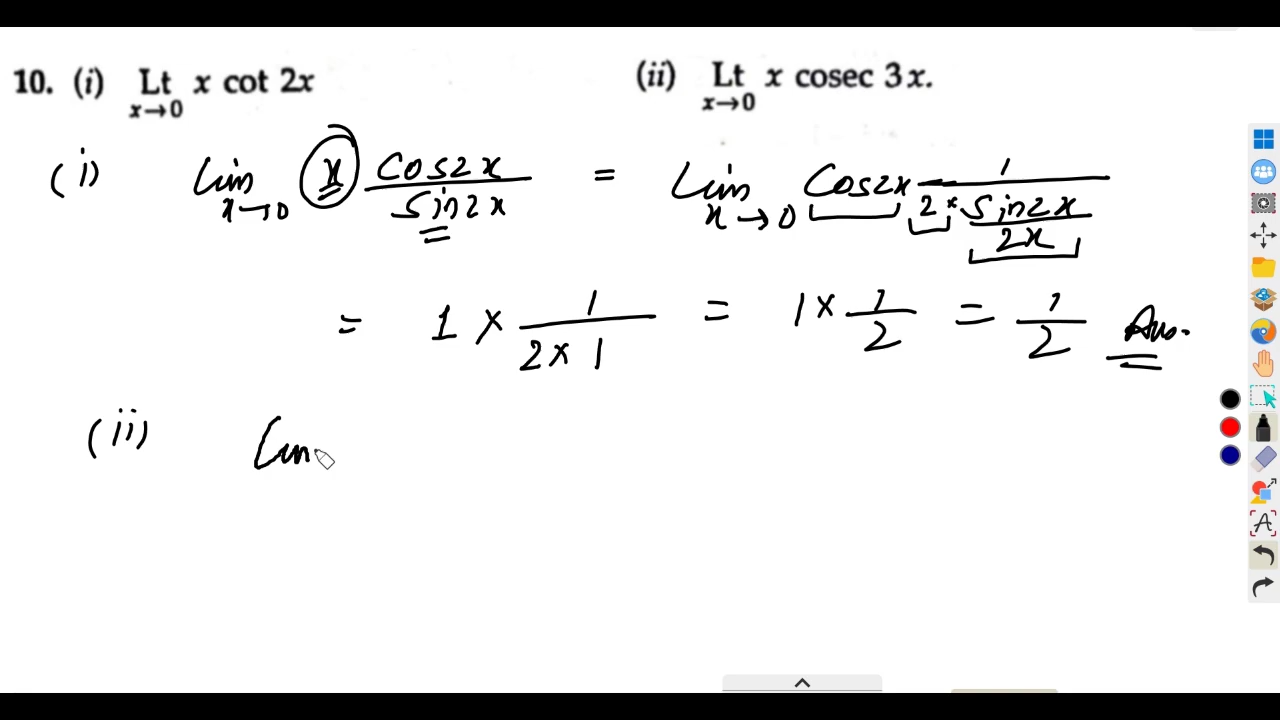 10. (i) Lt x→0 x cot 2x (ii) Lt x→0 x cosec 3x.
(i) Lim x→0 x Cos2x / Sin2x = Lim x→0 Cos2x 1 / 2 × Sin2x / 2x
= 1 × 1 / 2 × 1 = 1 × 1 / 2 = 1 / 2 Ans.
(ii) Lim